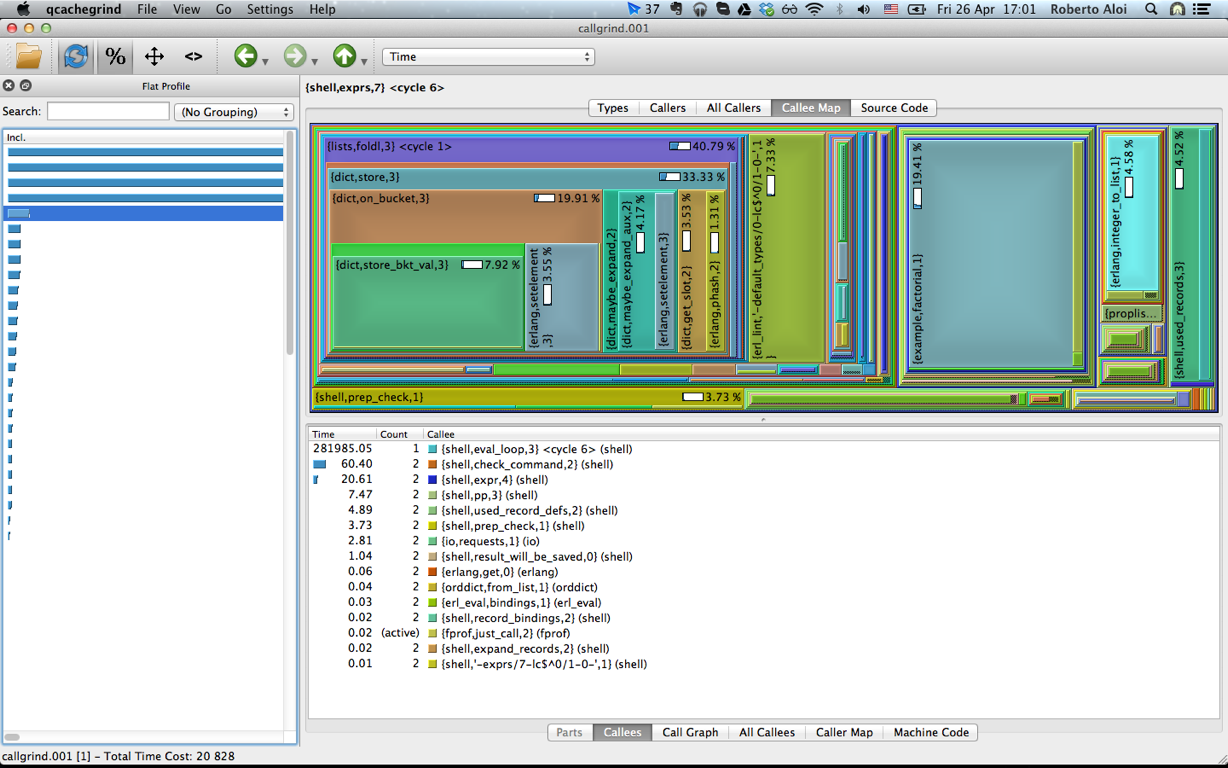 qcachegrind File View Go Settings Help 37 Fri 26 Apr 17:01 Roberto Aloi
callgrind.001
% <> Time
Flat Profile
Search: (No Grouping)
Incl.
{shell,exprs,7} <cycle 6>
Types Callers All Callers Callee Map Source Code
{lists,foldl,3} <cycle 1> 40.79 %
{dict,store,3} 33.33 %
{dict,on_bucket,3} 19.91 %
{dict,store_bkt_val,3} 7.92 %
{erlang,setelement
,3} 3.55 %
{dict,maybe_expand,2}
{dict,maybe_expand_aux,2} 4.17 %
{erlang,setelement,3}
{dict,get_slot,2} 3.53 %
{erlang,phash,2} 1.31 %
{erl_lint,'-default_types/0-lc$^0/1-0-',1
} 7.33 %
{example,factorial,1} 19.41 %
{erlang,integer_to_list,1} 4.58 %
{proplis...
{shell,used_records,3} 4.52 %
{shell,prep_check,1} 3.73 %
Time Count Callee
281985.05 1 {shell,eval_loop,3} <cycle 6> (shell)
60.40 2 {shell,check_command,2} (shell)
20.61 2 {shell,expr,4} (shell)
7.47 2 {shell,pp,3} (shell)
4.89 2 {shell,used_record_defs,2} (shell)
3.73 2 {shell,prep_check,1} (shell)
2.81 2 {io,requests,1} (io)
1.04 2 {shell,result_will_be_saved,0} (shell)
0.06 2 {erlang,get,0} (erlang)
0.04 2 {orddict,from_list,1} (orddict)
0.03 2 {erl_eval,bindings,1} (erl_eval)
0.02 2 {shell,record_bindings,2} (shell)
0.02 (active) {fprof,just_call,2} (fprof)
0.02 2 {shell,expand_records,2} (shell)
0.01 2 {shell,'-exprs/7-lc$^0/1-0-',1} (shell)
Parts Callees Call Graph All Callees Caller Map Machine Code
callgrind.001 [1] - Total Time Cost: 20 828